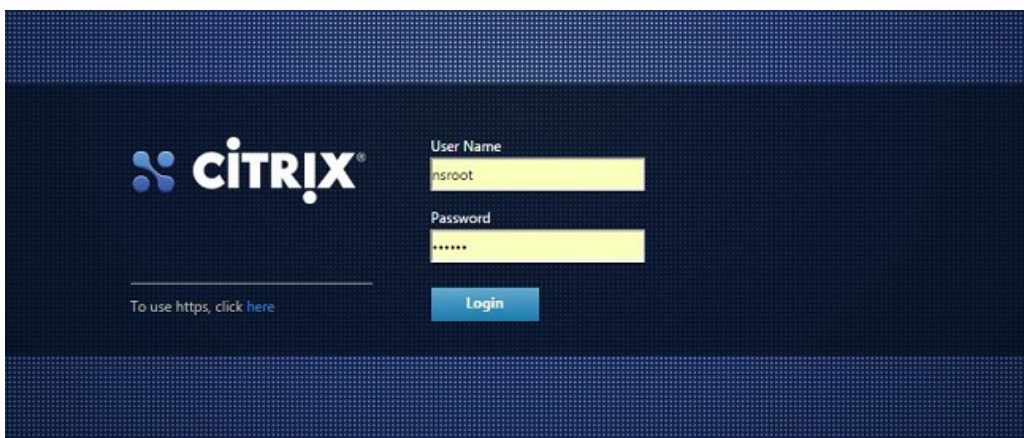 CITRIX®
User Name
nsroot
Password
••••••
To use https, click here
Login